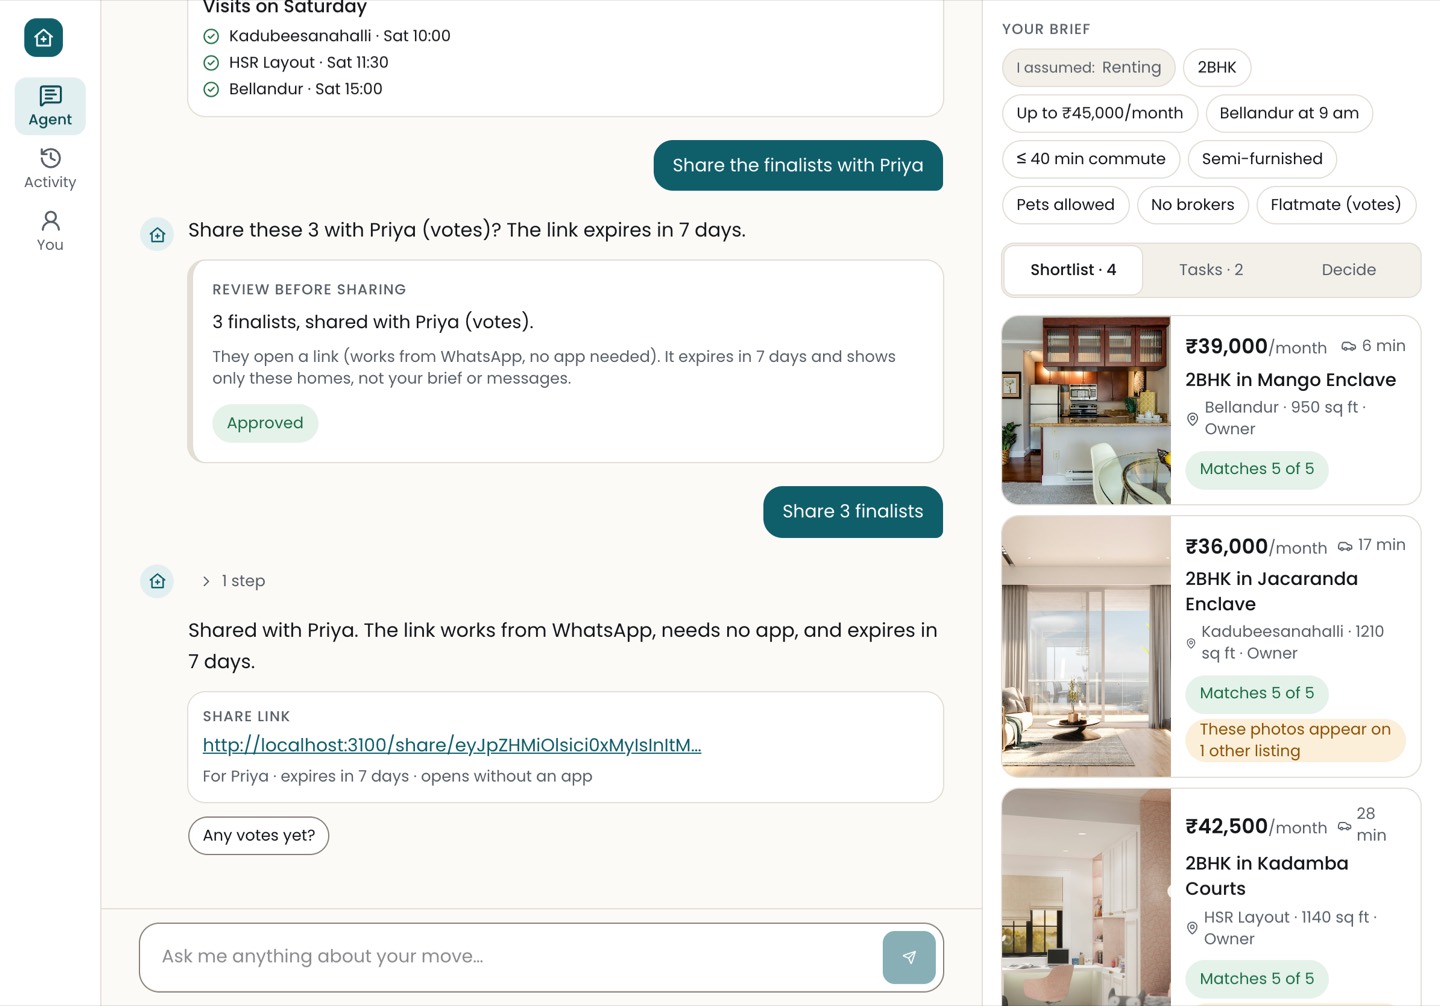 Agent
Activity
You
Visits on Saturday
Kadubeesanahalli · Sat 10:00
HSR Layout · Sat 11:30
Bellandur · Sat 15:00
Share the finalists with Priya
Share these 3 with Priya (votes)? The link expires in 7 days.
REVIEW BEFORE SHARING
3 finalists, shared with Priya (votes).
They open a link (works from WhatsApp, no app needed). It expires in 7 days and shows
only these homes, not your brief or messages.
Approved
Share 3 finalists
1 step
Shared with Priya. The link works from WhatsApp, needs no app, and expires in
7 days.
SHARE LINK
http://localhost:3100/share/eyJpZHMiOlsici0xMyIsInItM…
For Priya · expires in 7 days · opens without an app
Any votes yet?
Ask me anything about your move…
YOUR BRIEF
I assumed: Renting
2BHK
Up to ₹45,000/month
Bellandur at 9 am
≤ 40 min commute
Semi-furnished
Pets allowed
No brokers
Flatmate (votes)
Shortlist · 4
Tasks · 2
Decide
₹39,000/month 6 min
2BHK in Mango Enclave
Bellandur · 950 sq ft ·
Owner
Matches 5 of 5
₹36,000/month 17 min
2BHK in Jacaranda
Enclave
Kadubeesanahalli · 1210
sq ft · Owner
Matches 5 of 5
These photos appear on
1 other listing
₹42,500/month 28
min
2BHK in Kadamba
Courts
HSR Layout · 1140 sq ft ·
Owner
Matches 5 of 5